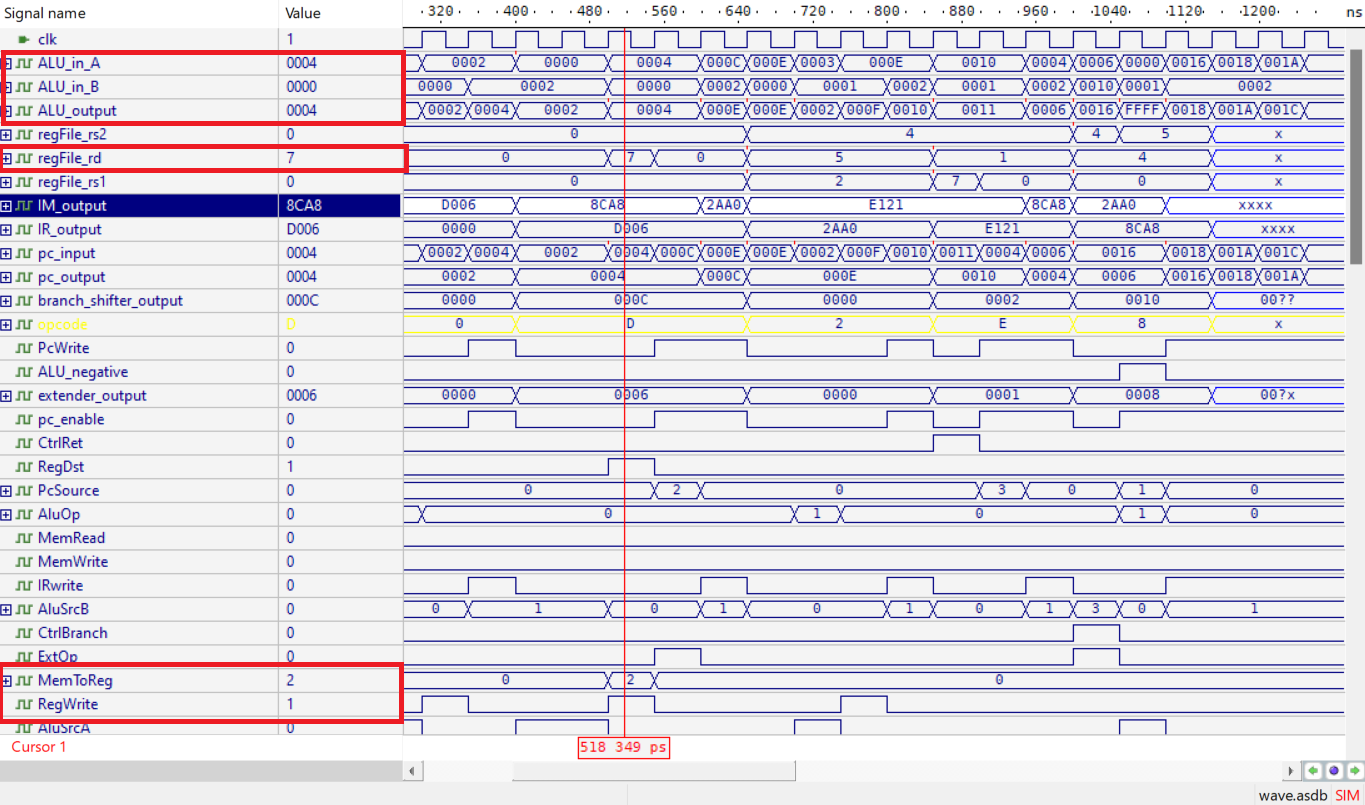 Signal name Value · 320 · · · 400 · · · 480 · · · 560 · · · 640 · · · 720 · · · 800 · · · 880 · · · 960 · · · 1040 · · · 1120 · · · 1200 · · · ns
clk 1
ALU_in_A 0004 0002 0000 0004 000C 000E 0003 000E 0010 0004 0006 0000 0016 0018 001A
ALU_in_B 0000 0000 0002 0000 0002 0000 0001 0002 0001 0002 0010 0001 0002
ALU_output 0004 0002 0004 0002 0004 000E 000E 0002 000F 0010 0011 0006 0016 FFFF 0018 001A 001C
regFile_rs2 0 0 4 4 5 x
regFile_rd 7 0 7 0 5 1 4 x
regFile_rs1 0 0 2 7 0 0 x
IM_output 8CA8 D006 8CA8 2AA0 E121 8CA8 2AA0 xxxx
IR_output D006 0000 D006 2AA0 E121 8CA8 xxxx
pc_input 0004 0002 0004 0002 0004 000C 000E 000E 0002 000F 0010 0011 0004 0006 0016 0018 001A 001C
pc_output 0004 0002 0004 000C 000E 0010 0004 0006 0016 0018 001A
branch_shifter_output 000C 0000 000C 0000 0002 0010 00??
opcode D 0 D 2 E 8 x
PcWrite 0
ALU_negative 0
extender_output 0006 0000 0006 0000 0001 0008 00?x
pc_enable 0
CtrlRet 0
RegDst 1
PcSource 0 0 2 0 3 0 1 0
AluOp 0 0 1 0 1 0
MemRead 0
MemWrite 0
IRwrite 0
AluSrcB 0 0 1 0 1 0 1 0 1 3 0 1
CtrlBranch 0
ExtOp 0
MemToReg 2 0 2 0
RegWrite 1
AluSrcA 0
Cursor 1 518 349 ps
wave.asdb SIM